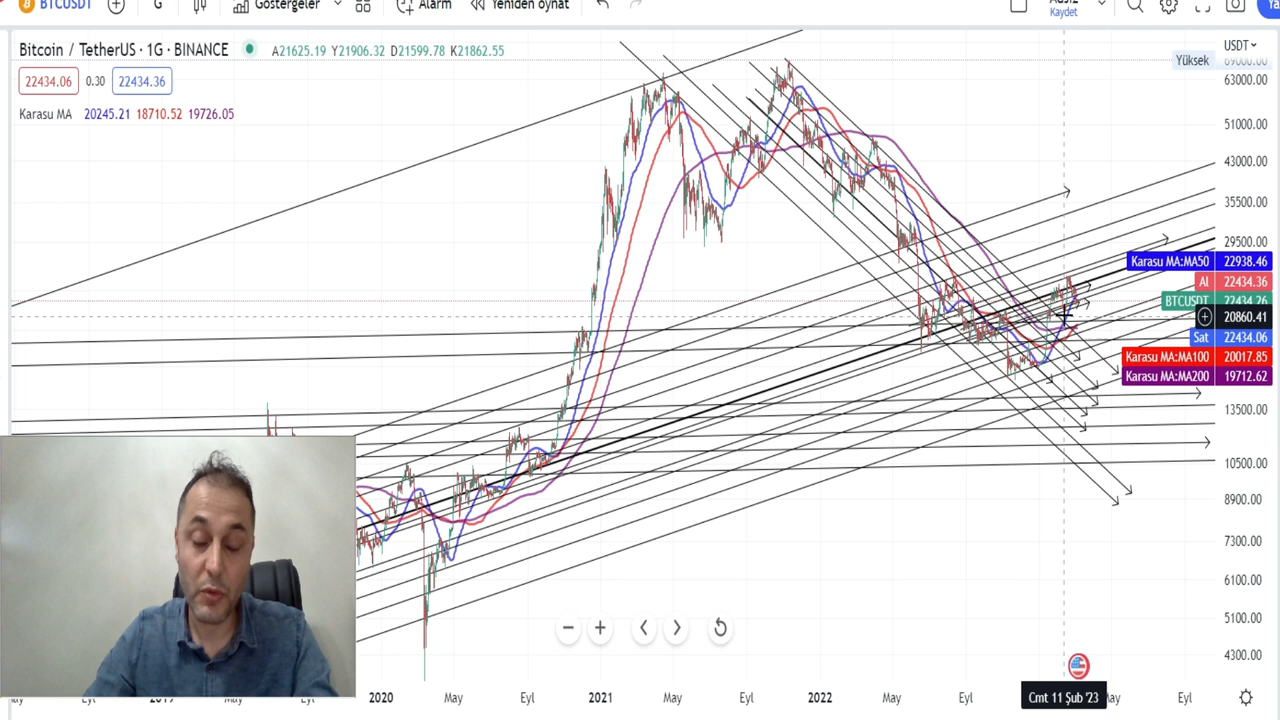 BTCUSDT G Göstergeler Alarm Yeniden oynat Adsız
Kaydet
Bitcoin / TetherUS · 1G · BINANCE A21625.19 Y21906.32 D21599.78 K21862.55
USDT
22434.06 0.30 22434.36
Karasu MA 20245.21 18710.52 19726.05
Yüksek 69000.00
63000.00
51000.00
43000.00
35500.00
29500.00
Karasu MA:MA50 22938.46
Al 22434.36
BTCUSDT 22434.26
20860.41
Sat 22434.06
Karasu MA:MA100 20017.85
Karasu MA:MA200 19712.62
13500.00
10500.00
8900.00
7300.00
6100.00
5100.00
4300.00
2019 May Eyl 2020 May Eyl 2021 May Eyl 2022 May Eyl Cmt 11 Şub '23 May Eyl